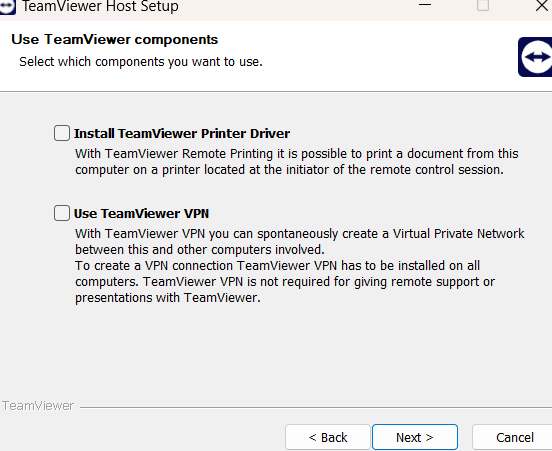 TeamViewer Host Setup
Use TeamViewer components
Select which components you want to use.
Install TeamViewer Printer Driver
With TeamViewer Remote Printing it is possible to print a document from this
computer on a printer located at the initiator of the remote control session.
Use TeamViewer VPN
With TeamViewer VPN you can spontaneously create a Virtual Private Network
between this and other computers involved.
To create a VPN connection TeamViewer VPN has to be installed on all
computers. TeamViewer VPN is not required for giving remote support or
presentations with TeamViewer.
TeamViewer
< Back
Next >
Cancel